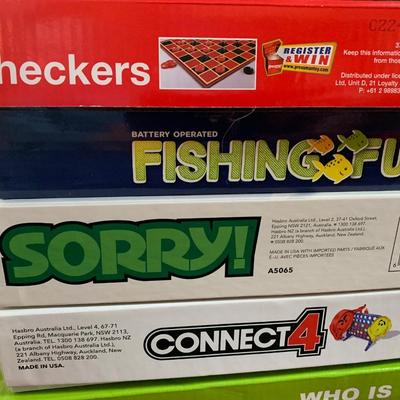 C22
heckers
REGISTER
& WIN
Keep this informatio
from thos
Distributed under lice
Ltd, Unit D, 21 Loyalty
P: +61 2 9898
BATTERY OPERATED
FISHING FU
SORRY!
Hasbro Australia Ltd., Level 2, 37-41 Oxford Street,
Epping NSW 2121, Australia. 1300 138 697.
Hasbro NZ (a branch of Hasbro Australia Ltd.),
221 Albany Highway, Auckland, New Zealand.
0508 828 200.
MADE IN USA WITH IMPORTED PARTS / FABRIQUÉ AUX
É.-U. AVEC PIÈCES IMPORTÉES
A5065
Hasbro Australia Ltd., Level 4, 67-71
Epping Rd, Macquarie Park, NSW 2113,
Australia. TEL. 1300 138 697. Hasbro NZ
(a branch of Hasbro Australia Ltd.),
221 Albany Highway, Auckland, New
Zealand. TEL. 0508 828 200.
MADE IN USA.
CONNECT 4
WHO IS